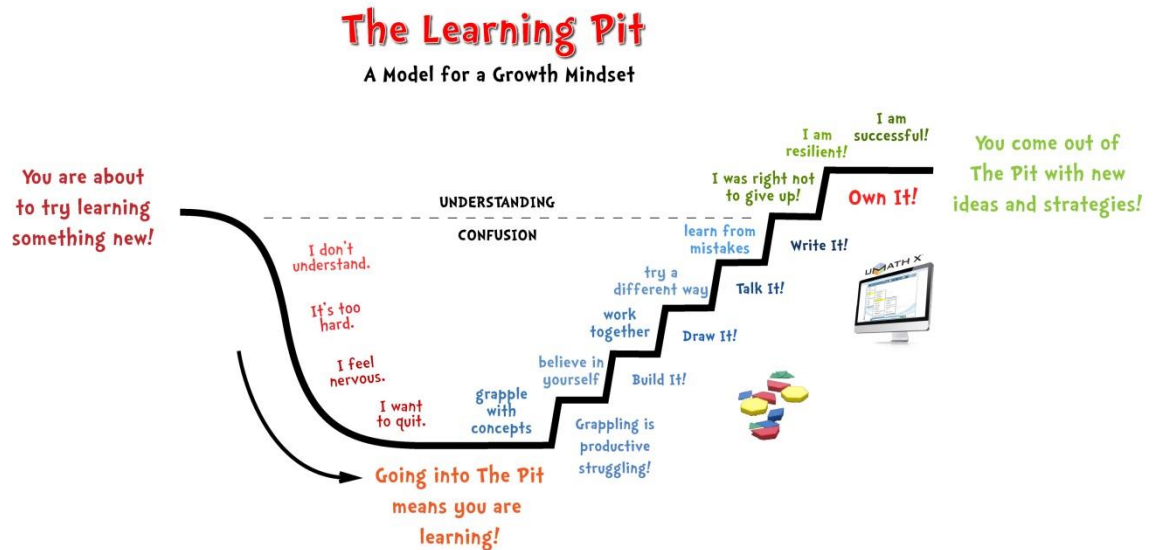 The Learning Pit
A Model for a Growth Mindset
You are about
to try learning
something new!
UNDERSTANDING
CONFUSION
I don't
understand.
It's too
hard.
I feel
nervous.
I want
to quit.
Going into The Pit
means you are
learning!
grapple
with
concepts
Grappling is
productive
struggling!
believe in
yourself
Build It!
work
together
Draw It!
try a
different way
Talk It!
learn from
mistakes
Write It!
I was right not
to give up!
Own It!
I am
resilient!
I am
successful!
You come out of
The Pit with new
ideas and strategies!
uMATH X